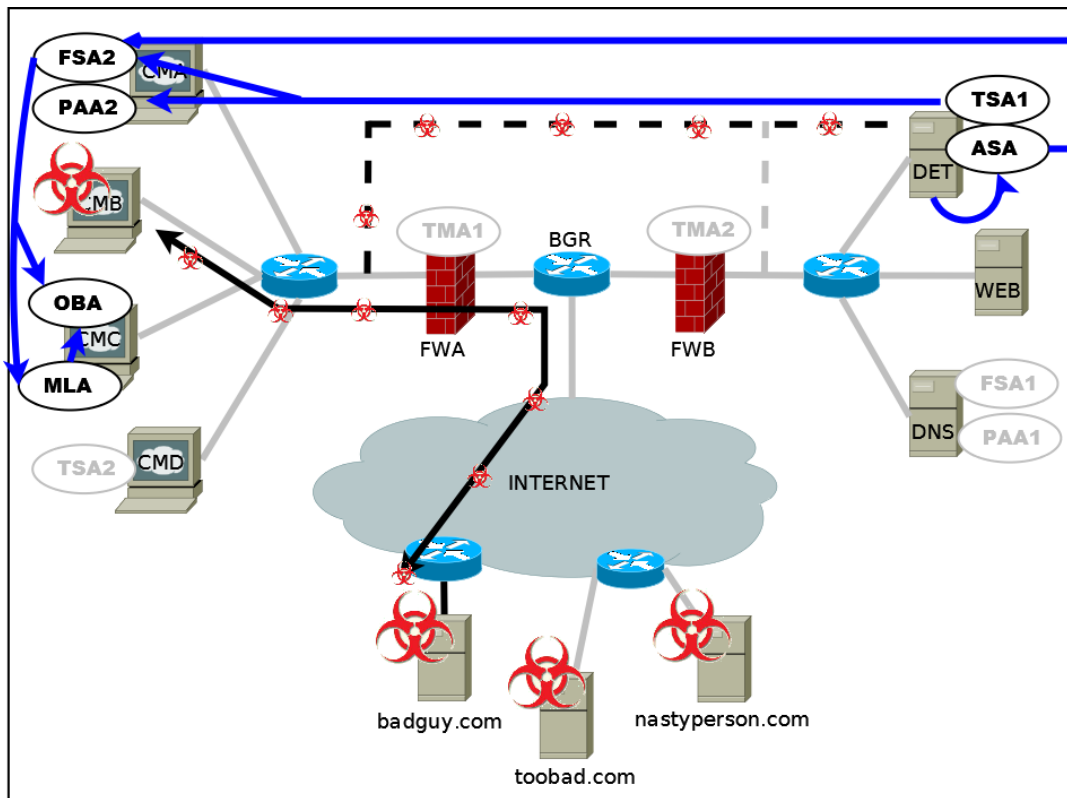 FSA2
CMA
PAA2
TSA1
ASA
DET
CMB
TMA1
BGR
TMA2
OBA
CMC
WEB
FWA
FWB
MLA
FSA1
DNS
PAA1
TSA2
CMD
INTERNET
badguy.com
nastyperson.com
toobad.com